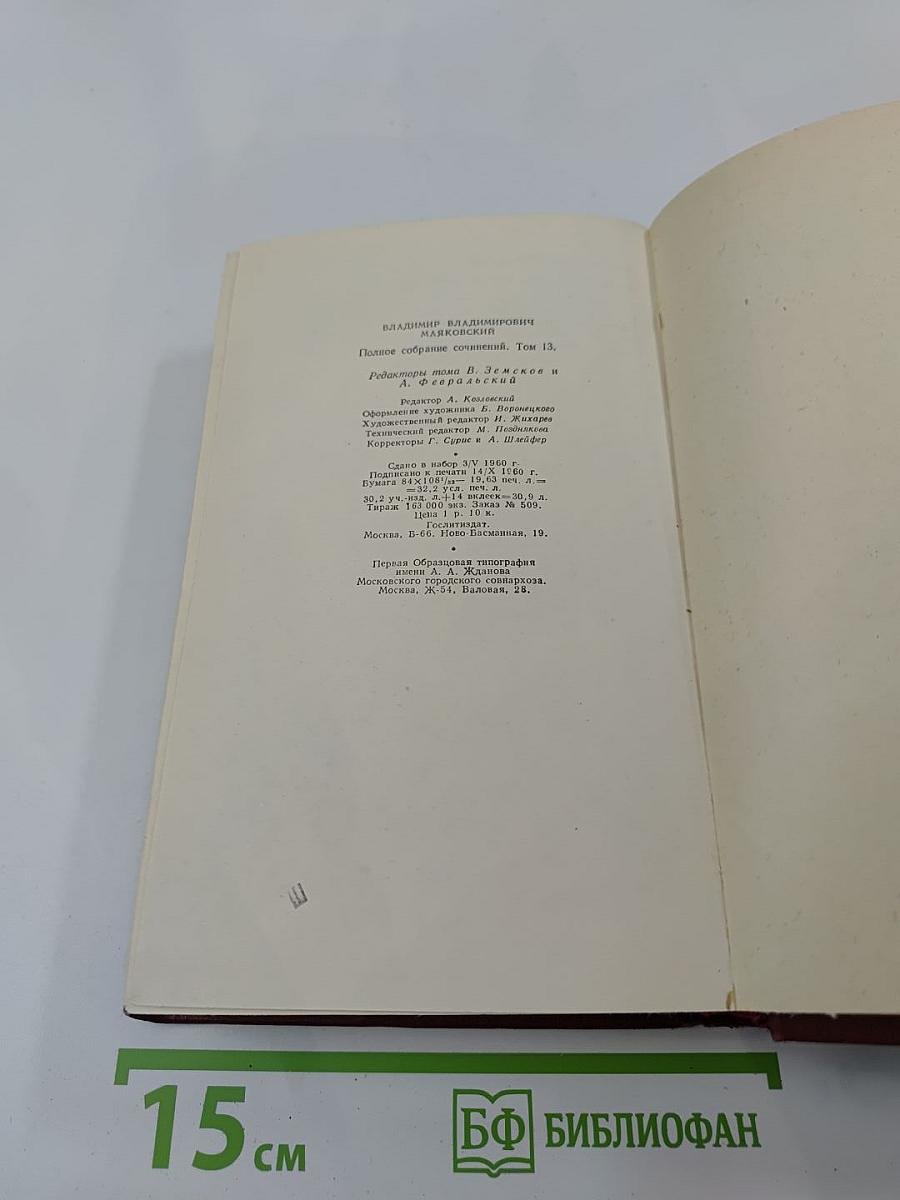 ВЛАДИМИР ВЛАДИМИРОВИЧ
МАЯКОВСКИЙ
Полное собрание сочинений. Том 13.
Редакторы тома В. Земсков и
А. Февральский
Редактор А. Козловский
Оформление художника Б. Воронецкого
Художественный редактор И. Жихарев
Технический редактор М. Позднякова
Корректоры Г. Сурис и А. Шлейфер
Сдано в набор 3/V 1960 г.
Подписано к печати 14/X 1960 г.
Бумага 84×108¹/₃₂— 19,63 печ. л.=
=32,2 усл. печ. л.
30,2 уч.-изд. л.+14 вклеек=30,9 л.
Тираж 163 000 экз. Заказ № 509.
Цена 1 р. 10 к.
Гослитиздат.
Москва, Б-66. Ново-Басманная, 19.
Первая Образцовая типография
имени А. А. Жданова
Московского городского совнархоза.
Москва, Ж-54, Валовая, 28.
Ш
15 см
БФ БИБЛИОФАН